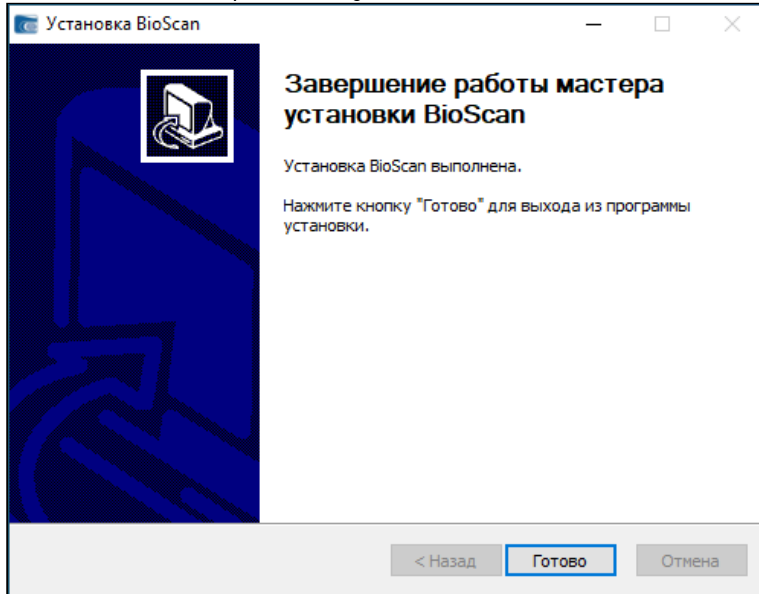 Установка BioScan
Завершение работы мастера
установки BioScan
Установка BioScan выполнена.
Нажмите кнопку "Готово" для выхода из программы
установки.
< Назад
Готово
Отмена